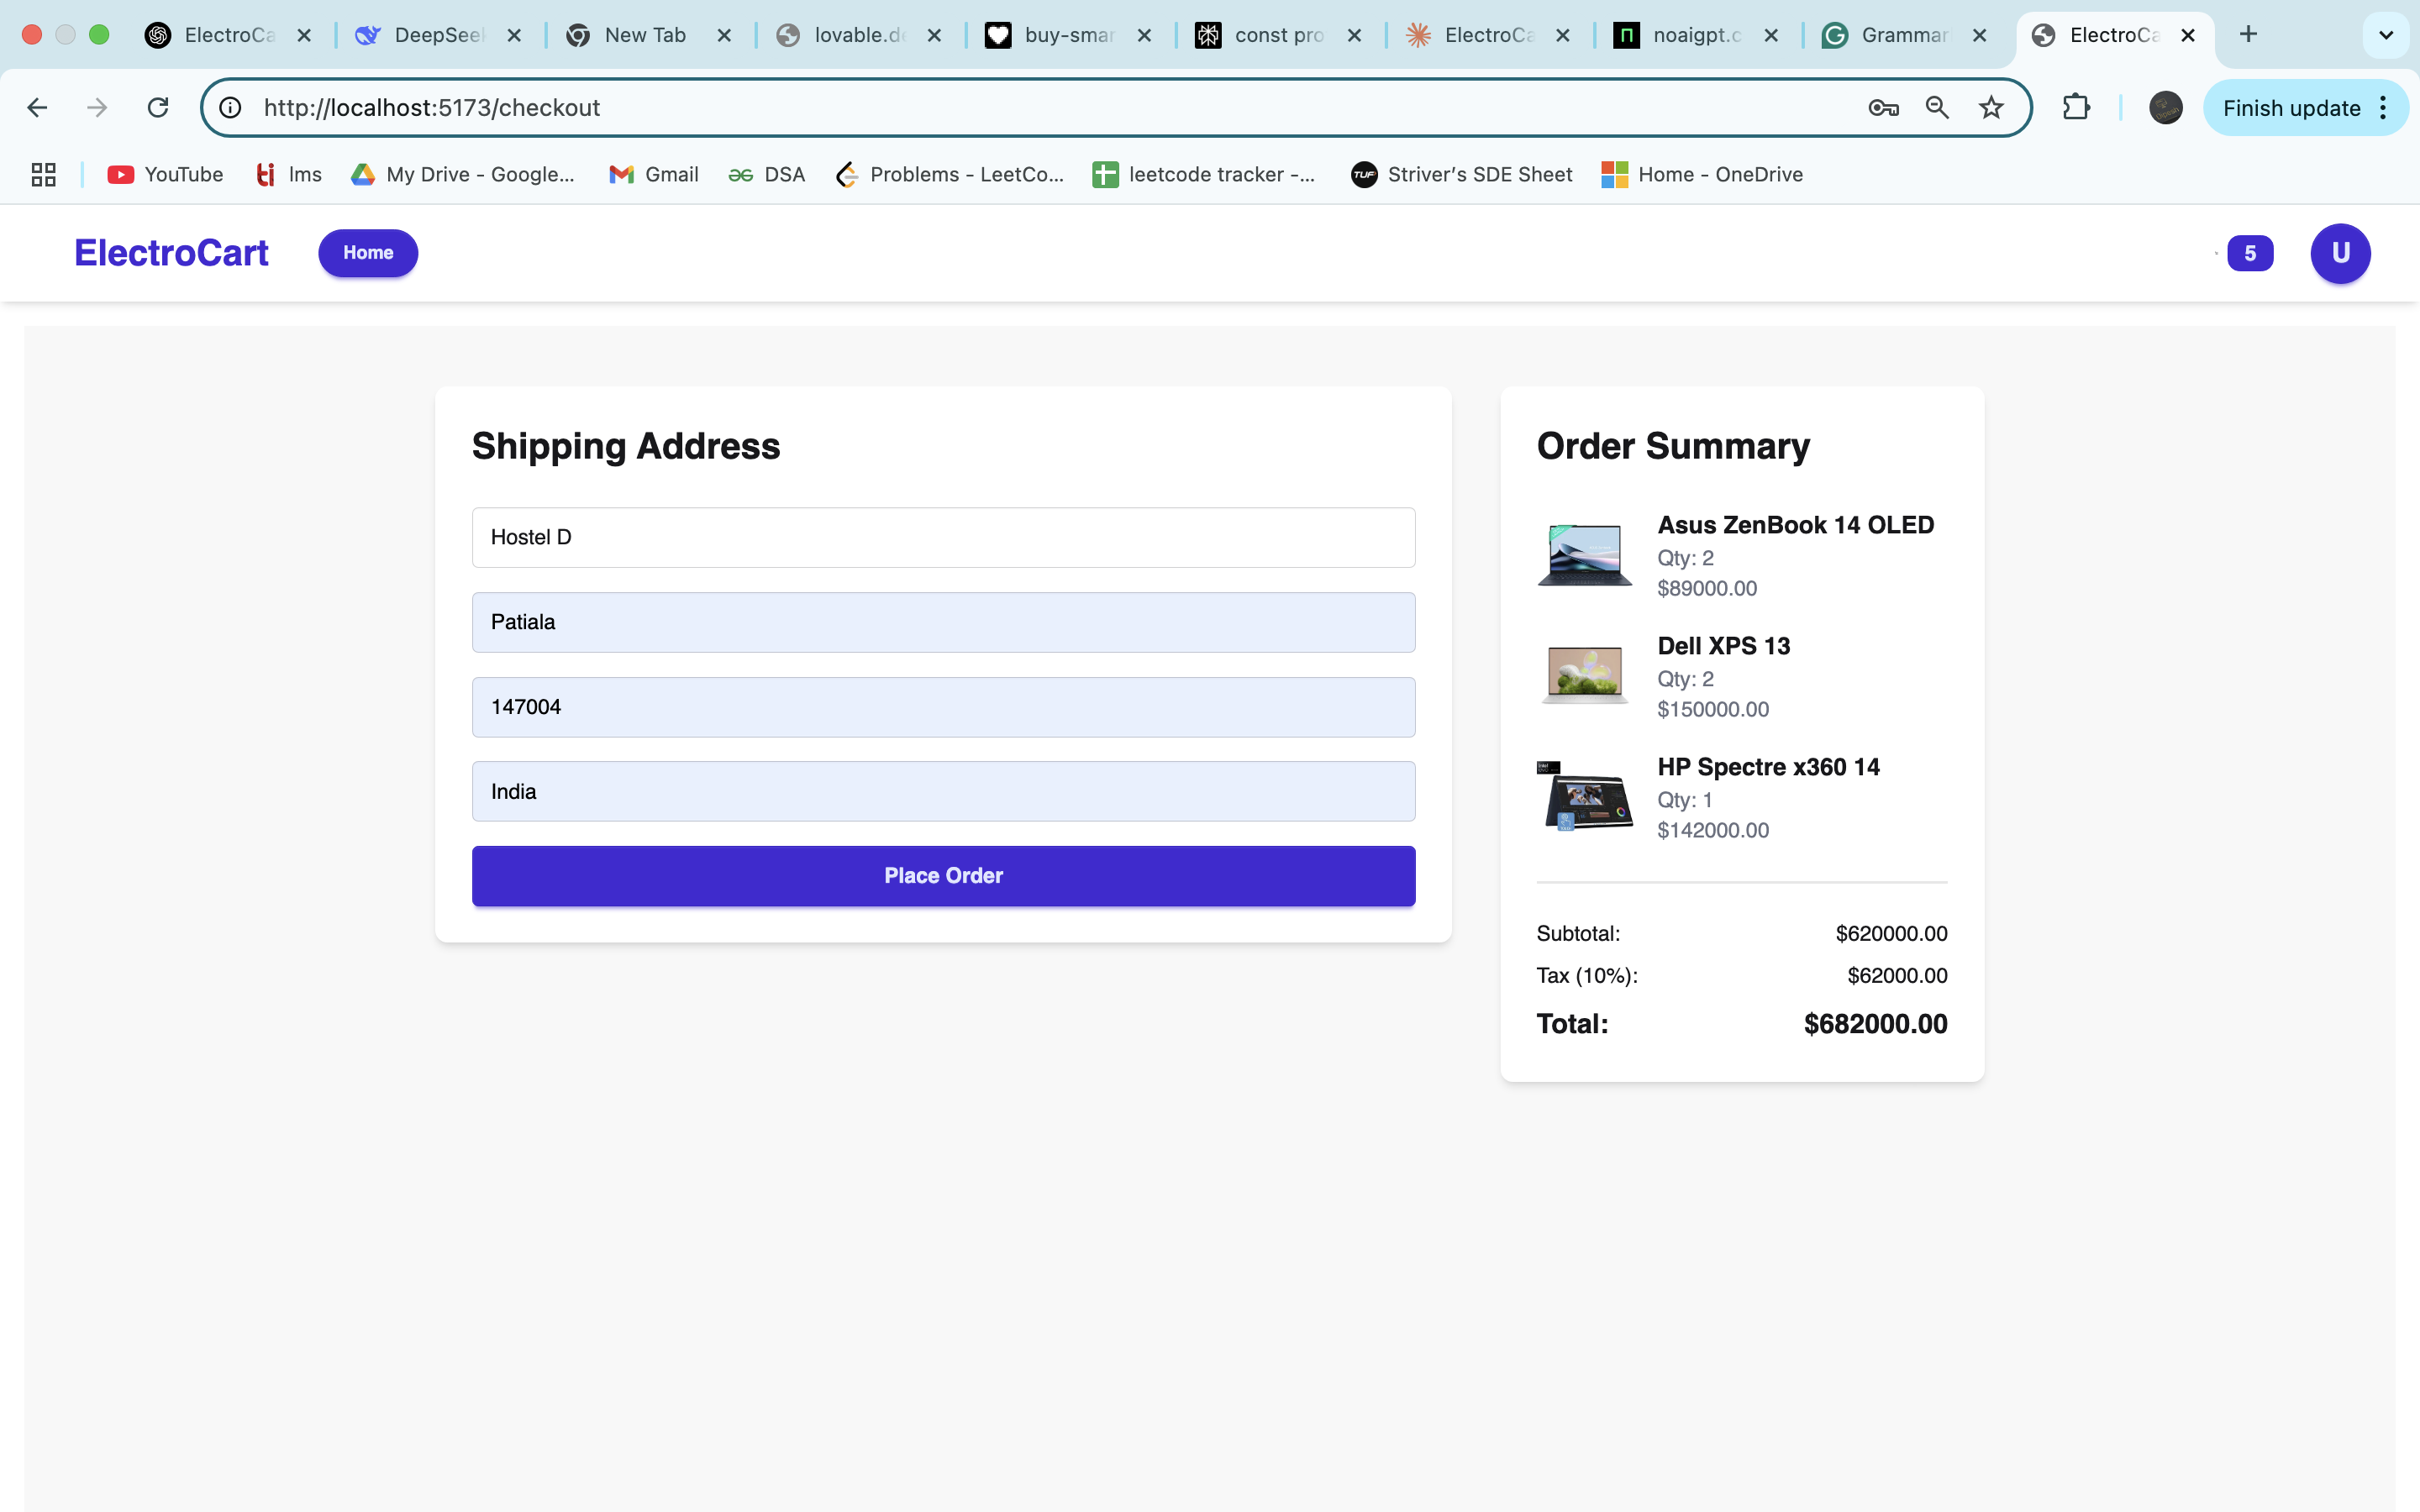 ElectroCa
DeepSeek
New Tab
lovable.de
buy-smar
const pro
ElectroCa
noaigpt.c
Grammar
ElectroCa
http://localhost:5173/checkout
Finish update
YouTube
lms
My Drive - Google...
Gmail
DSA
Problems - LeetCo...
leetcode tracker -...
TUF
Striver's SDE Sheet
Home - OneDrive
ElectroCart
Home
5
U
Shipping Address
Hostel D
Patiala
147004
India
Place Order
Order Summary
Asus ZenBook 14 OLED
Qty: 2
$89000.00
Dell XPS 13
Qty: 2
$150000.00
HP Spectre x360 14
Qty: 1
$142000.00
Subtotal: $620000.00
Tax (10%): $62000.00
Total: $682000.00